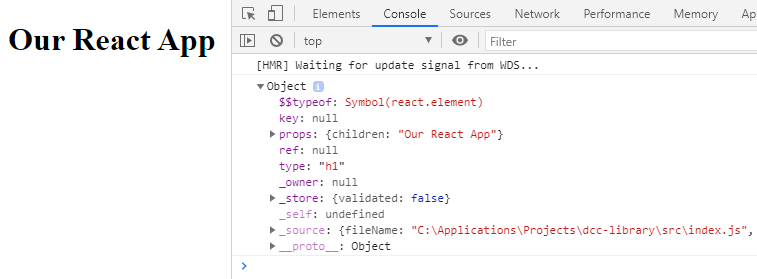 Our React App
Elements Console Sources Network Performance Memory Ap
top Filter
[HMR] Waiting for update signal from WDS...
Object i
$$typeof: Symbol(react.element)
key: null
props: {children: "Our React App"}
ref: null
type: "h1"
_owner: null
_store: {validated: false}
_self: undefined
_source: {fileName: "C:\Applications\Projects\dcc-library\src\index.js",
__proto__: Object